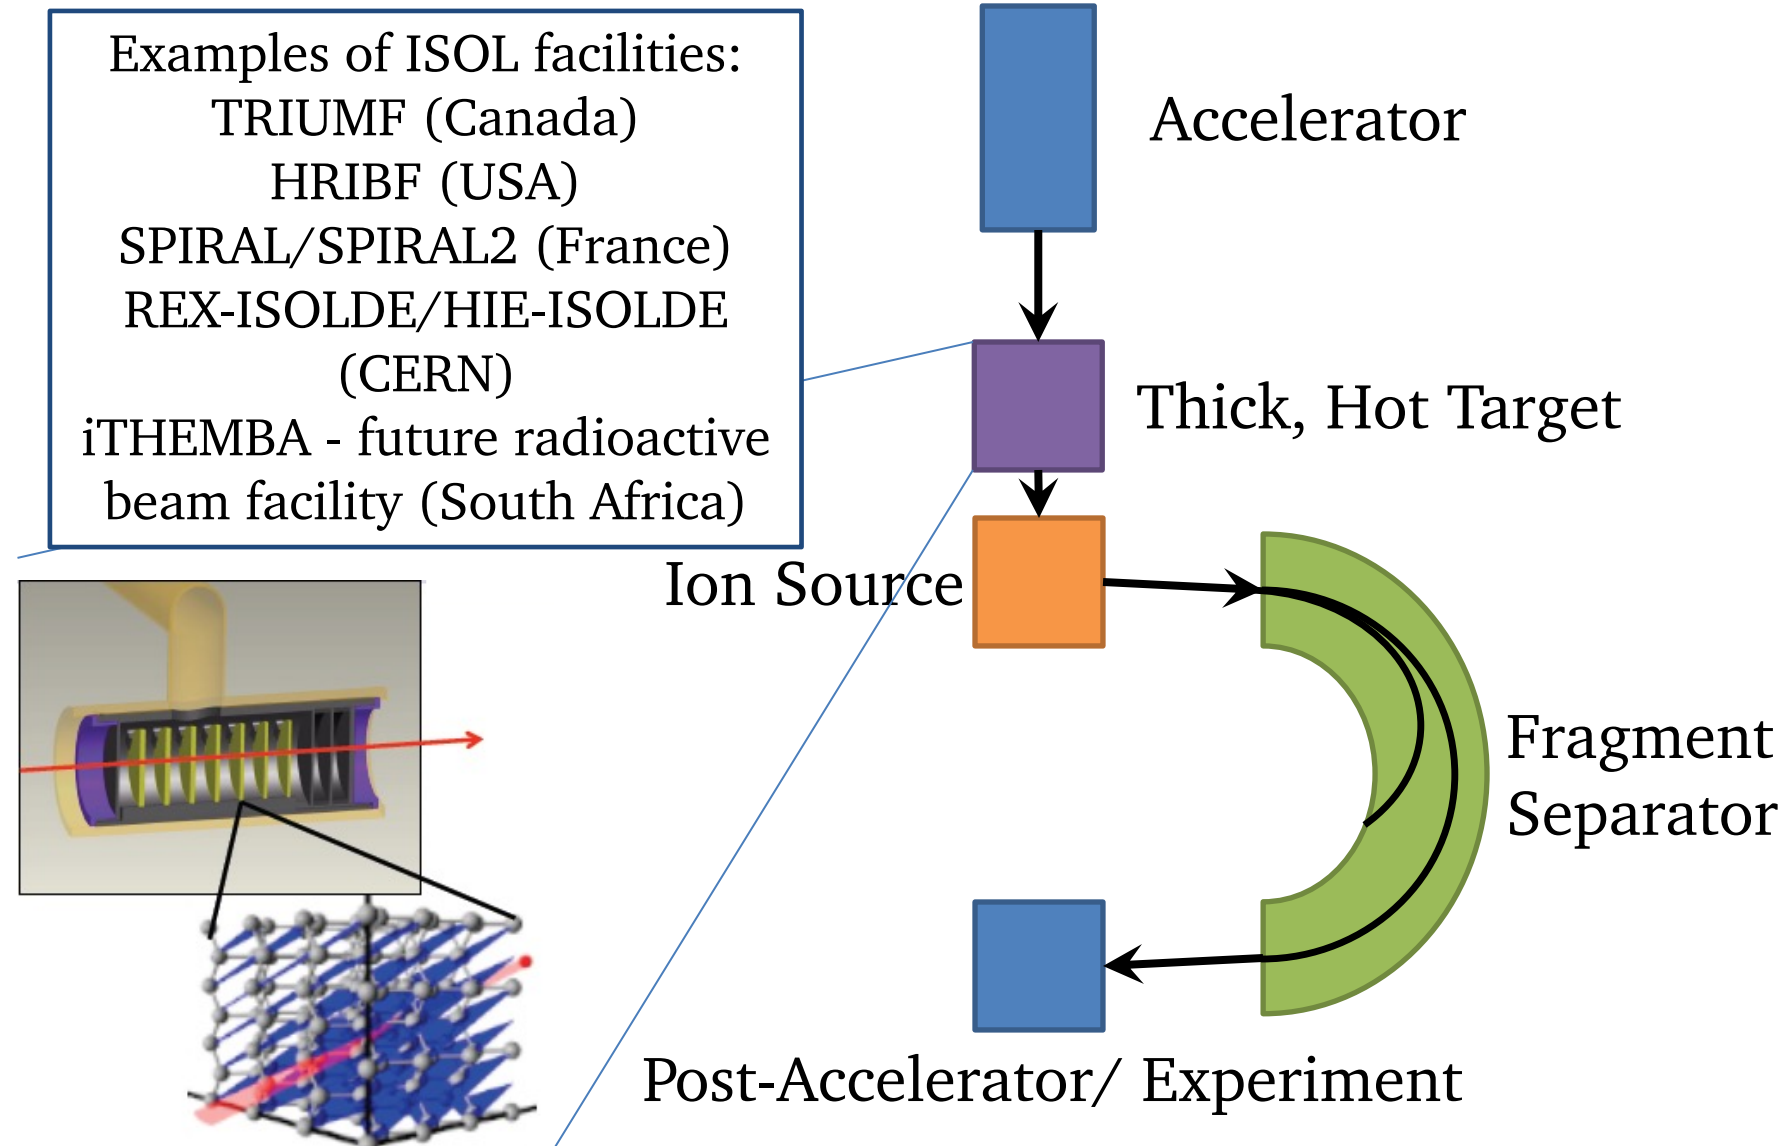 Examples of ISOL facilities:
TRIUMF (Canada)
HRIBF (USA)
SPIRAL/SPIRAL2 (France)
REX-ISOLDE/HIE-ISOLDE
(CERN)
iTHEMBA - future radioactive
beam facility (South Africa)
Accelerator
Thick, Hot Target
Ion Source
Fragment
Separator
Post-Accelerator/ Experiment